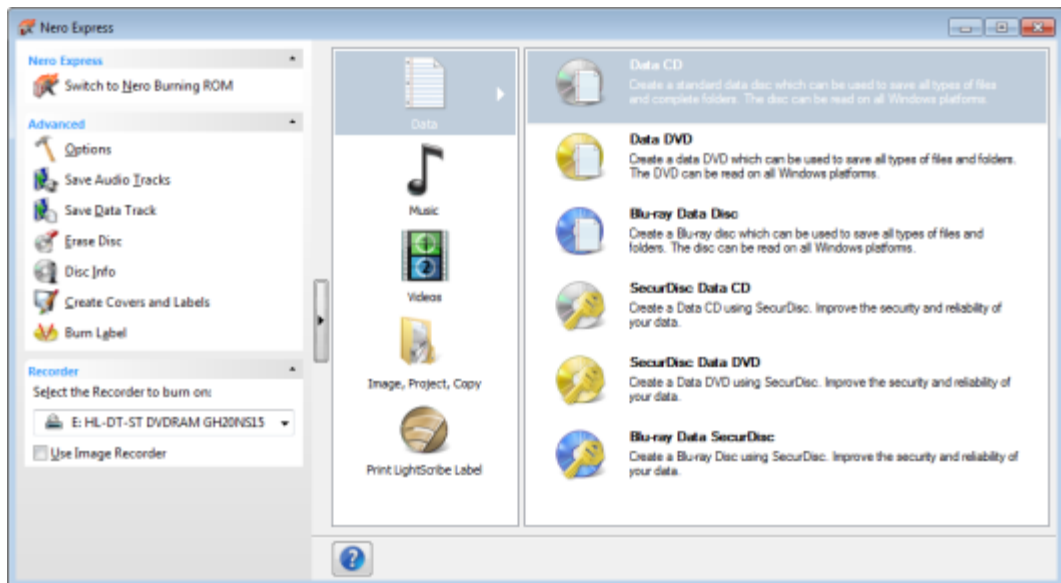 Nero Express
Nero Express
Switch to Nero Burning ROM
Advanced
Options
Save Audio Tracks
Save Data Track
Erase Disc
Disc Info
Create Covers and Labels
Burn Label
Recorder
Select the Recorder to burn on:
E: HL-DT-ST DVDRAM GH20NS15
Use Image Recorder
Data
Music
Videos
Image, Project, Copy
Print LightScribe Label
Data CD
Create a standard data disc which can be used to save all types of files
and complete folders. The disc can be read on all Windows platforms.
Data DVD
Create a data DVD which can be used to save all types of files and folders.
The DVD can be read on all Windows platforms.
Blu-ray Data Disc
Create a Blu-ray disc which can be used to save all types of files and
folders. The disc can be read on all Windows platforms.
SecurDisc Data CD
Create a Data CD using SecurDisc. Improve the security and reliability of
your data.
SecurDisc Data DVD
Create a Data DVD using SecurDisc. Improve the security and reliability of
your data.
Blu-ray Data SecurDisc
Create a Blu-ray Disc using SecurDisc. Improve the security and reliability of
your data.